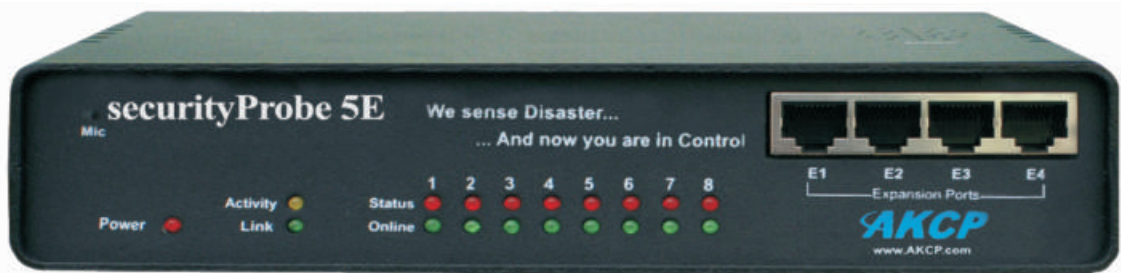 securityProbe 5E
Mic
We sense Disaster...
... And now you are in Control
E1 E2 E3 E4
Expansion Ports
1 2 3 4 5 6 7 8
Activity Status
Power Link Online
AKCP
www.AKCP.com